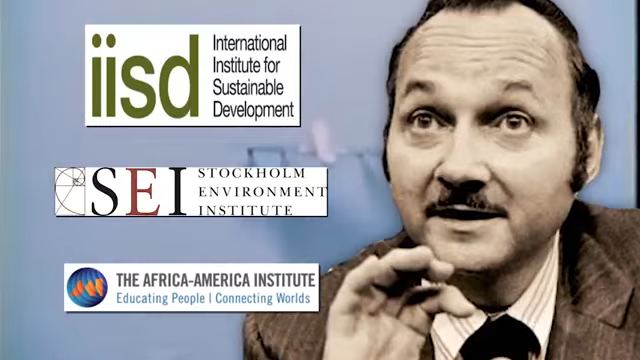 iisd
International
Institute for
Sustainable
Development
SEI
STOCKHOLM
ENVIRONMENT
INSTITUTE
THE AFRICA-AMERICA INSTITUTE
Educating People | Connecting Worlds